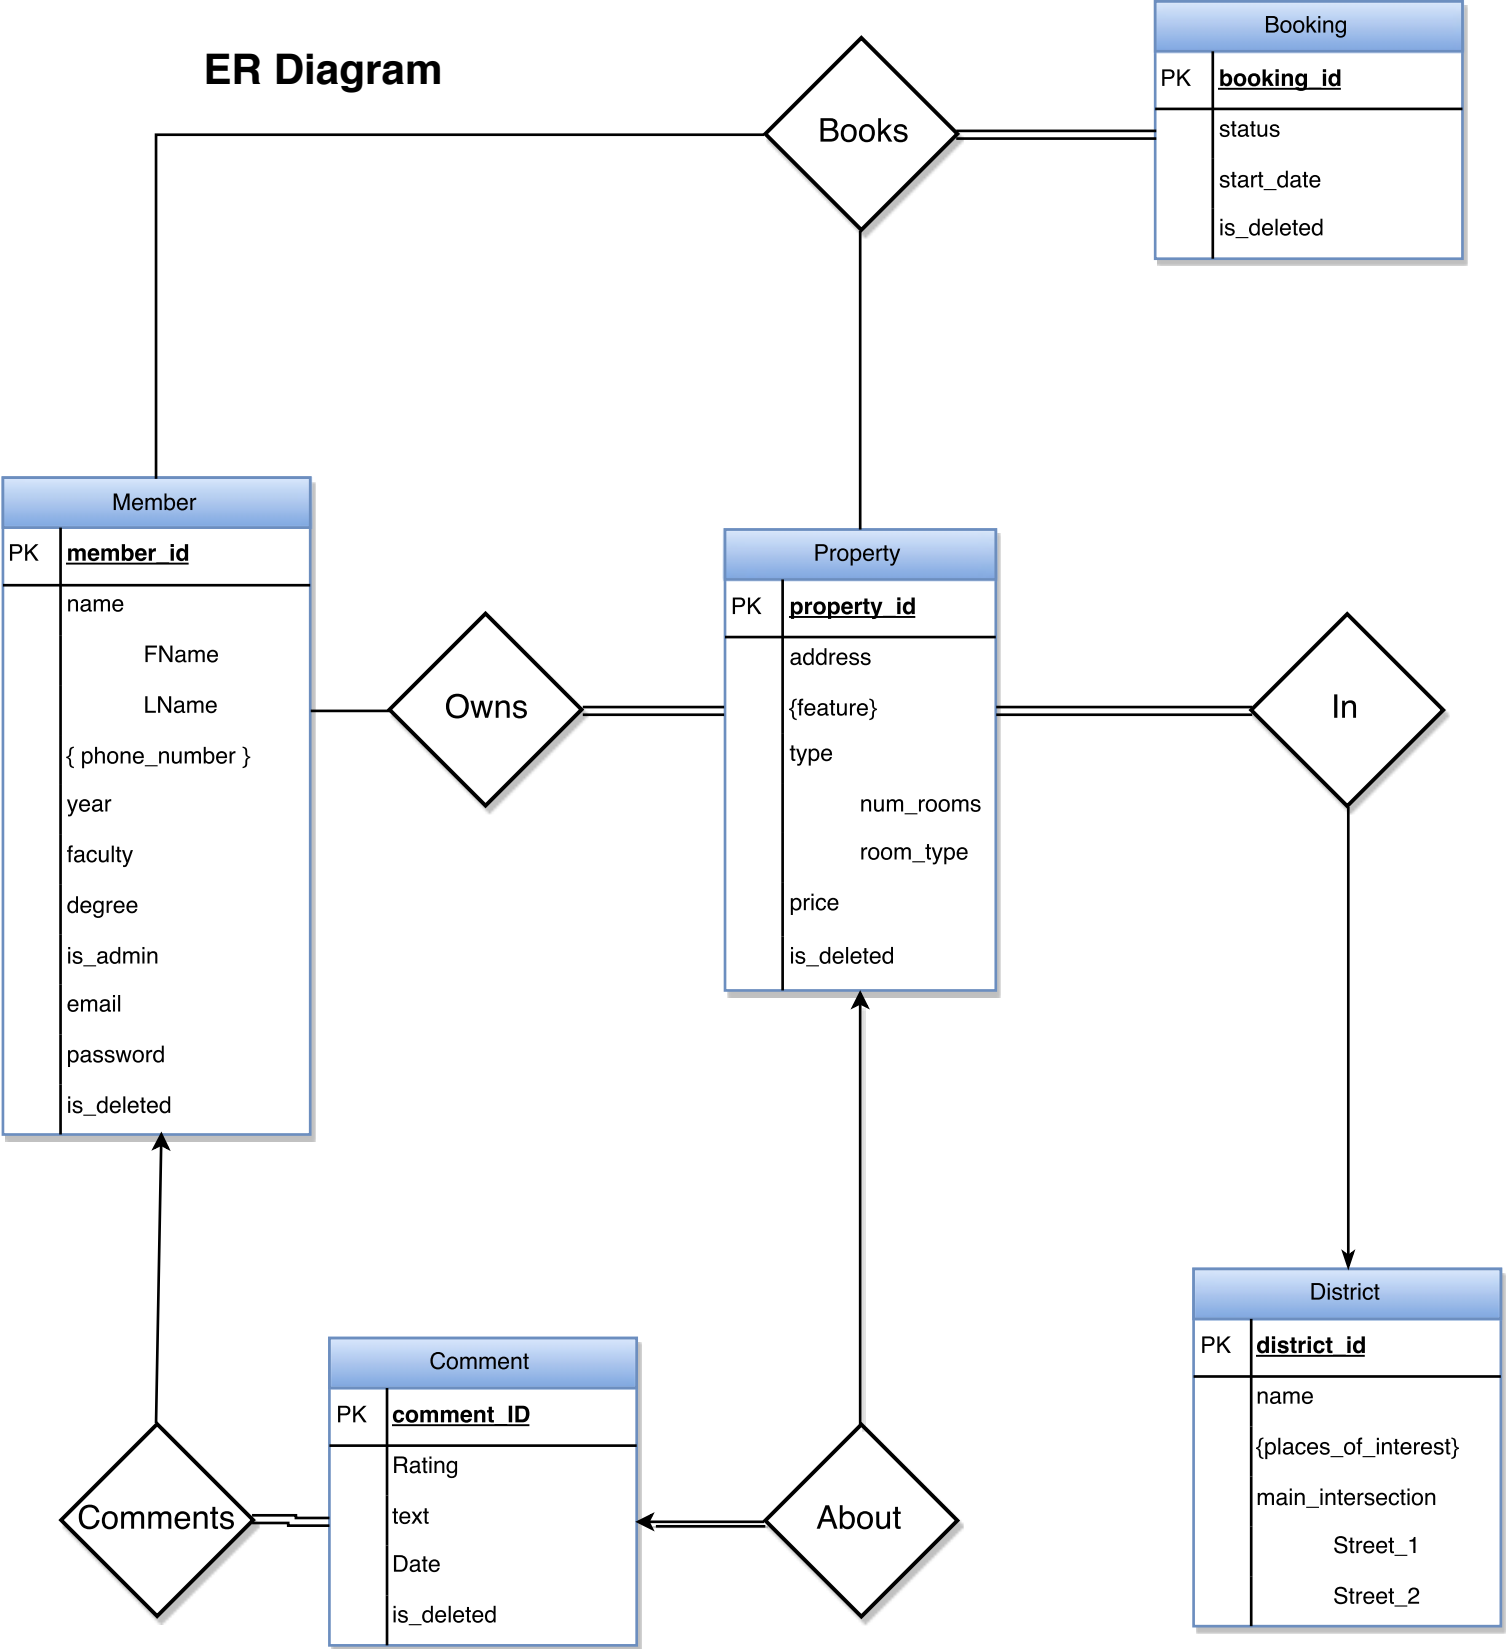 ER Diagram
Booking
PK booking_id
status
start_date
is_deleted
Books
Member
PK member_id
name
FName
LName
{ phone_number }
year
faculty
degree
is_admin
email
password
is_deleted
Owns
Property
PK property_id
address
{feature}
type
num_rooms
room_type
price
is_deleted
In
Comments
Comment
PK comment_ID
Rating
text
Date
is_deleted
About
District
PK district_id
name
{places_of_interest}
main_intersection
Street_1
Street_2